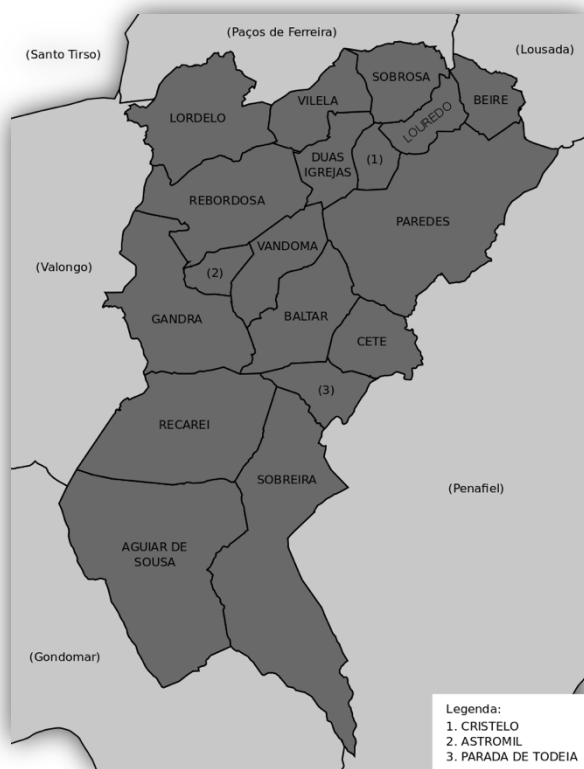 (Paços de Ferreira)
(Santo Tirso)
(Lousada)
SOBROSA
VILELA
BEIRE
LORDELO
LOUREDO
DUAS
IGREJAS
(1)
REBORDOSA
PAREDES
VANDOMA
(Valongo)
(2)
GANDRA
BALTAR
CETE
(3)
RECAREI
SOBREIRA
(Penafiel)
AGUIAR DE
SOUSA
(Gondomar)
Legenda:
1. CRISTELO
2. ASTROMIL
3. PARADA DE TODEIA